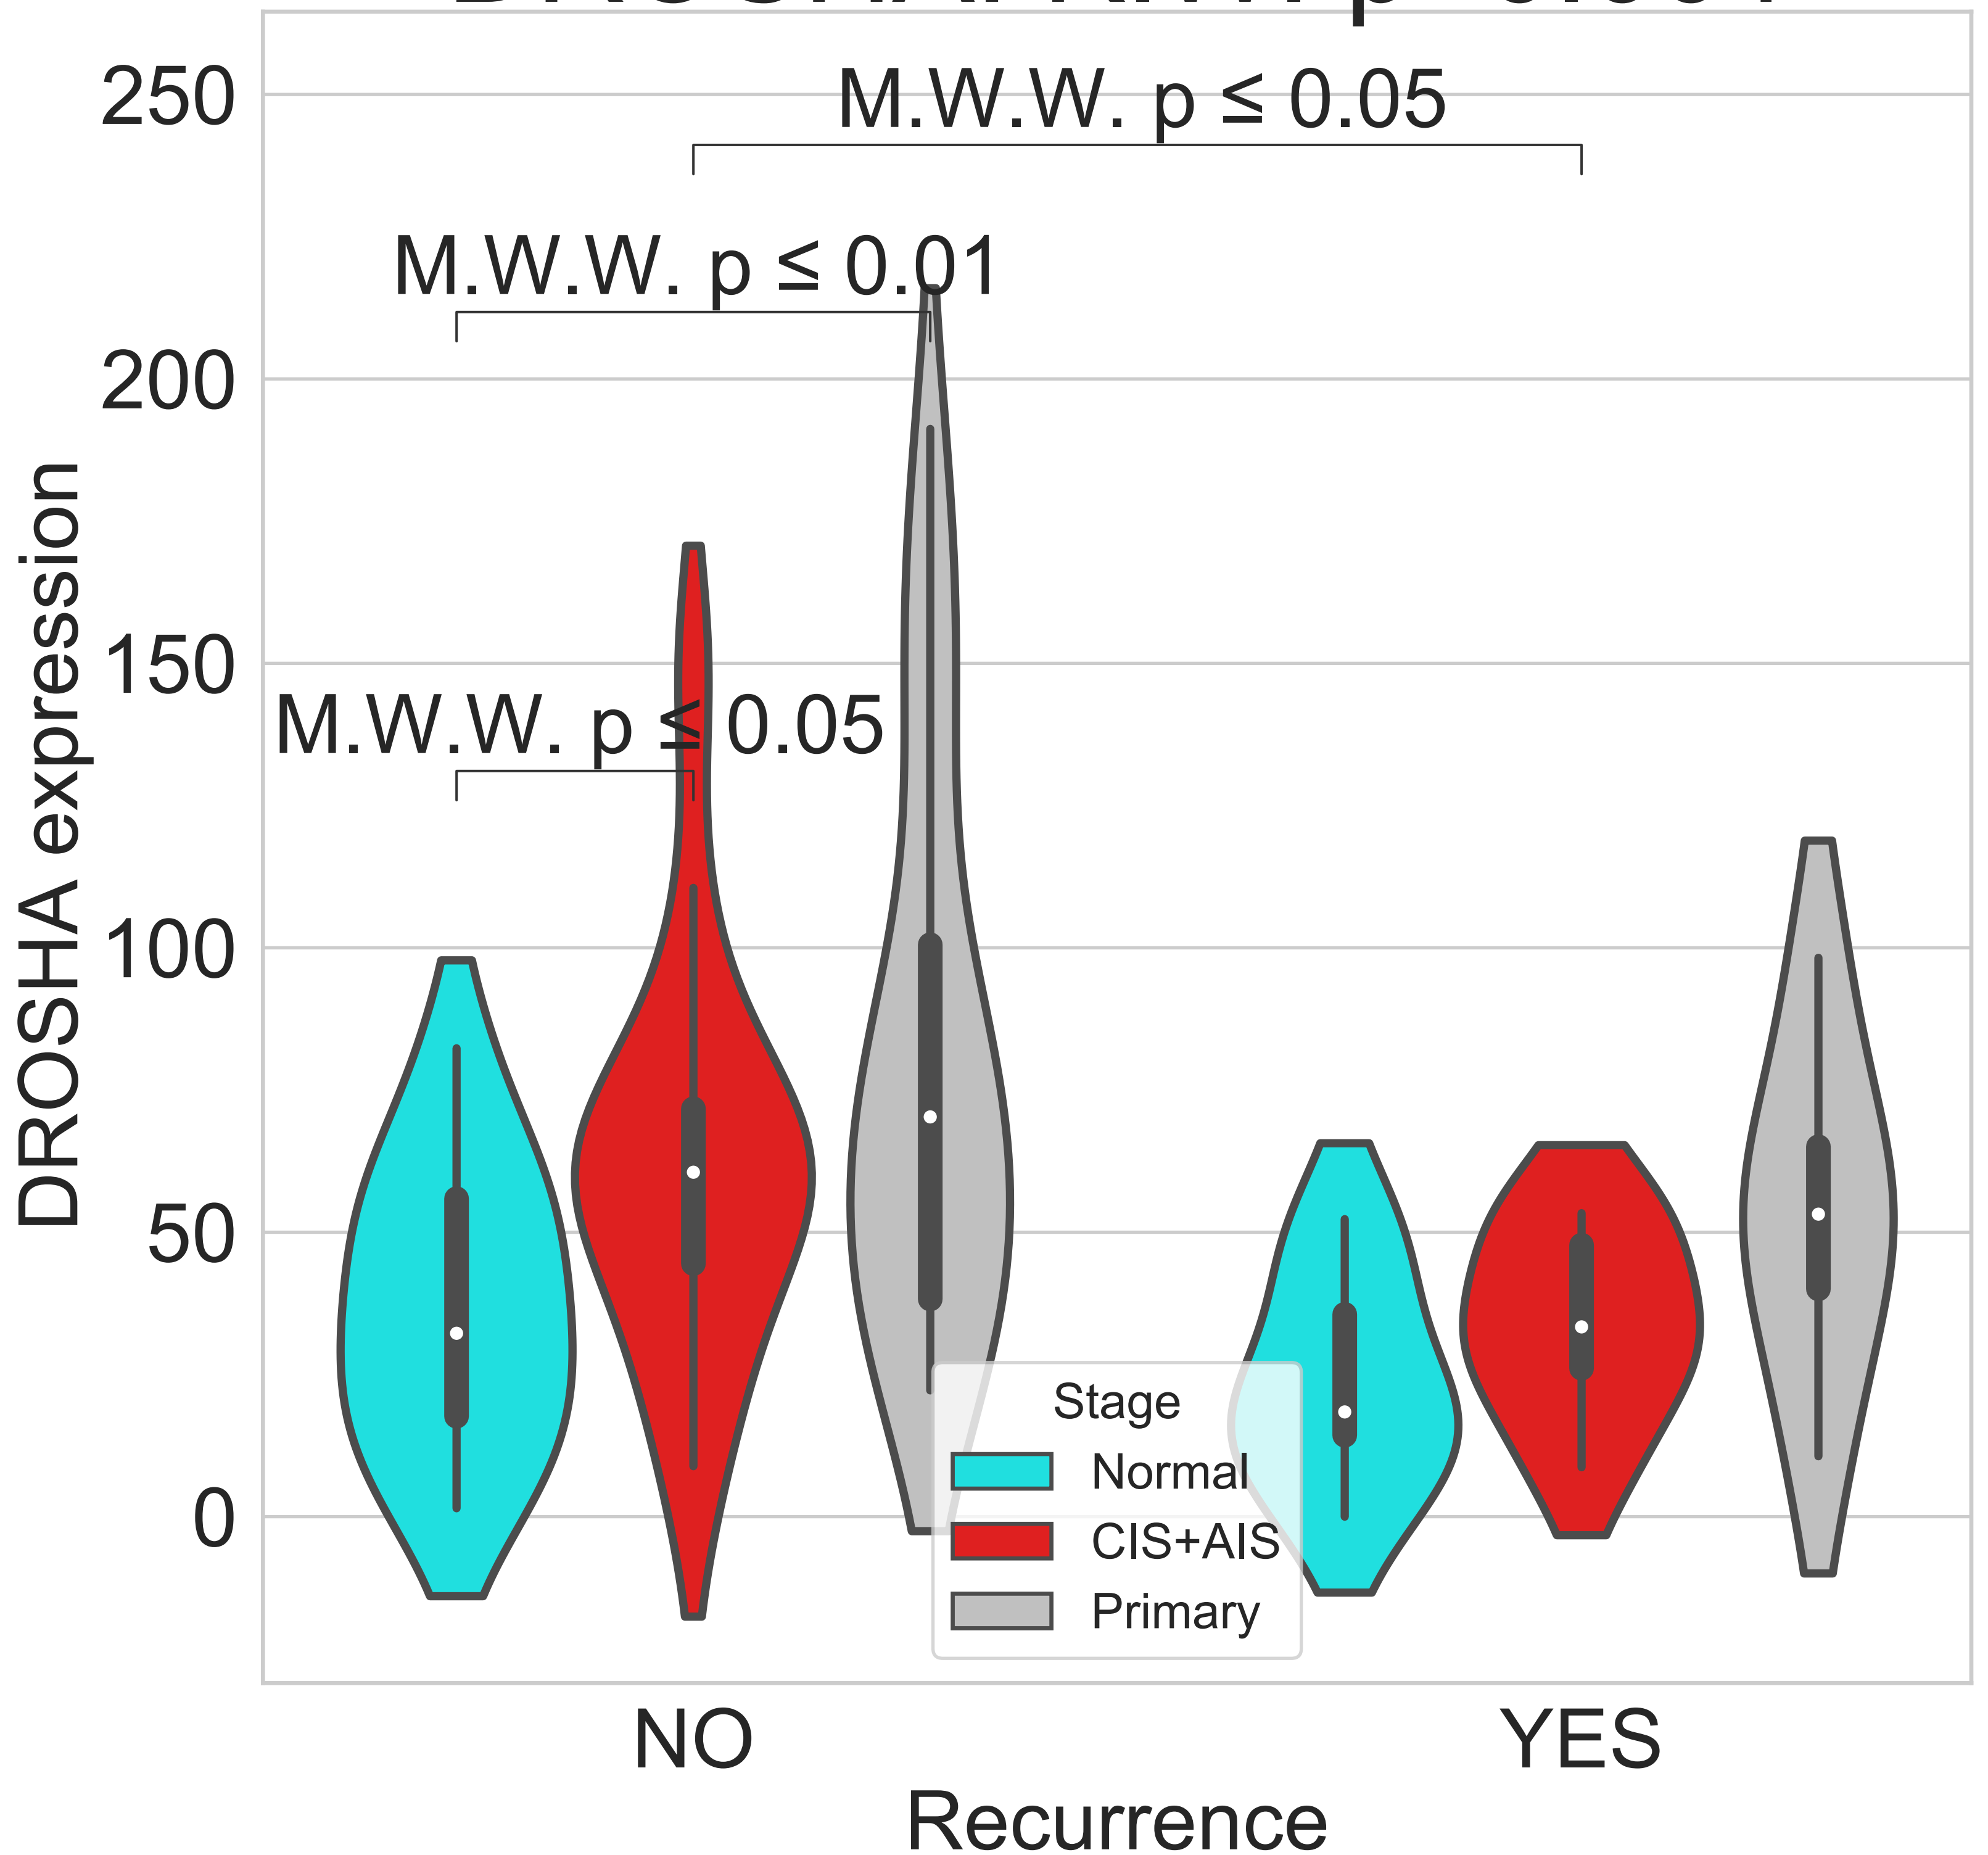 250
M.W.W. p ≤ 0.05
M.W.W. p ≤ 0.01
200
150
M.W.W. p ≤ 0.05
100
50
0
DROSHA expression
Stage
Normal
CIS+AIS
Primary
NO
YES
Recurrence